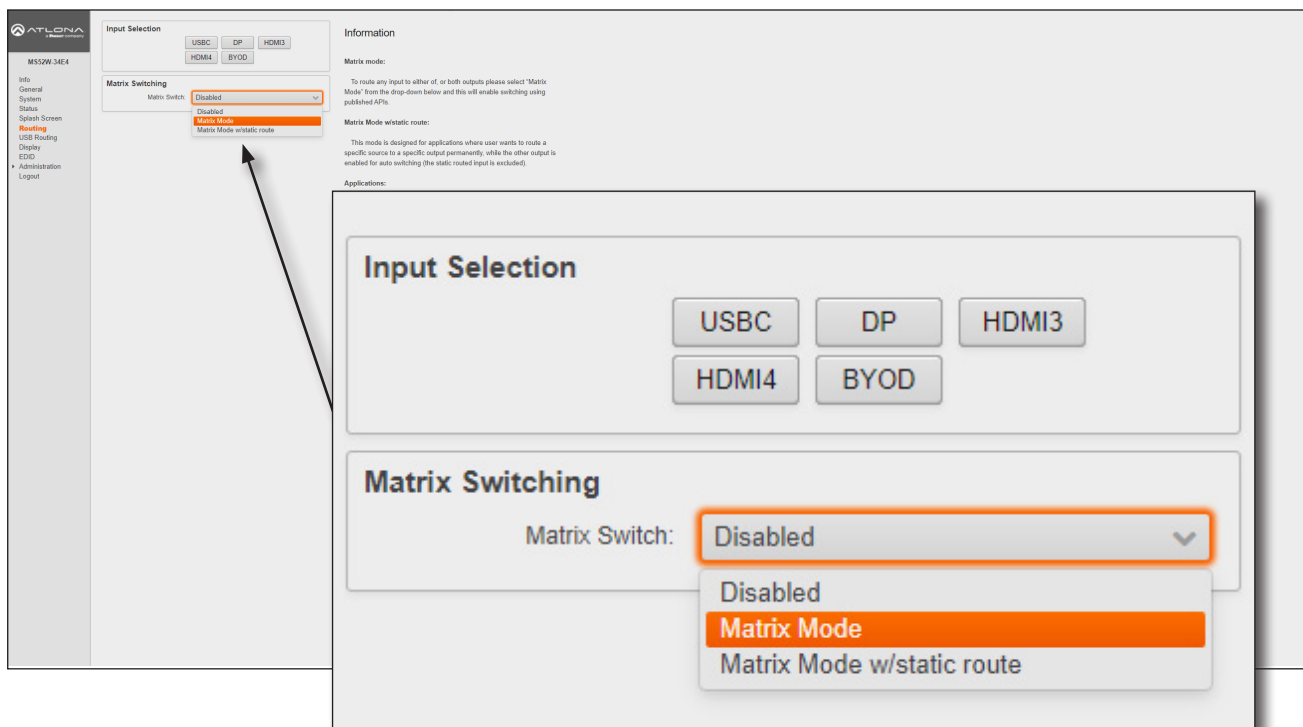 ATLONA
a Panduit company
MS52W-34E4
Info
General
System
Status
Splash Screen
Routing
USB Routing
Display
EDID
Administration
Logout
Input Selection
USBC DP HDMI3
HDMI4 BYOD
Matrix Switching
Matrix Switch: Disabled
Disabled
Matrix Mode
Matrix Mode w/static route
Information
Matrix mode:
To route any input to either of, or both outputs please select "Matrix
Mode" from the drop-down below and this will enable switching using
published APIs.
Matrix Mode w/static route:
This mode is designed for applications where user wants to route a
specific source to a specific output permanently, while the other output is
enabled for auto switching (the static routed input is excluded).
Applications:
Input Selection
USBC DP HDMI3
HDMI4 BYOD
Matrix Switching
Matrix Switch: Disabled
Disabled
Matrix Mode
Matrix Mode w/static route